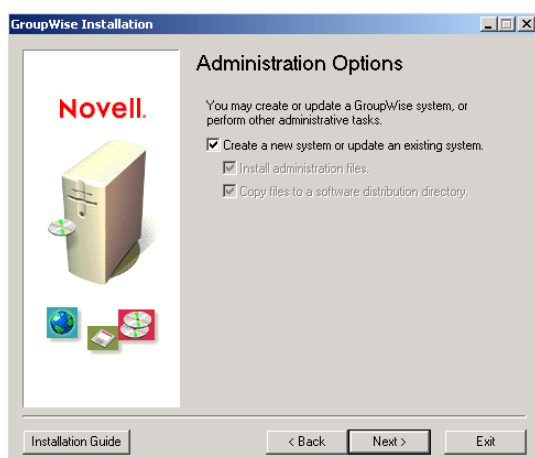 GroupWise Installation
Administration Options
Novell.
You may create or update a GroupWise system, or
perform other administrative tasks.
Create a new system or update an existing system.
Install administration files.
Copy files to a software distribution directory.
Installation Guide
< Back
Next >
Exit